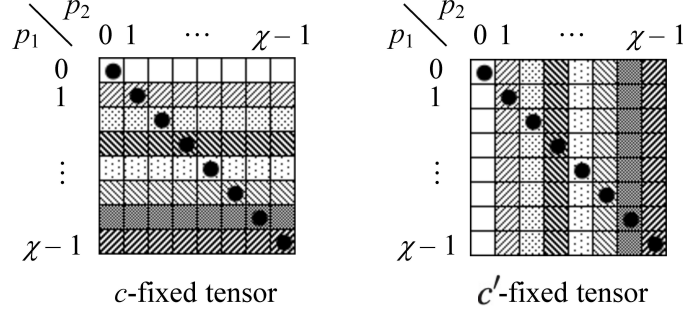 p₂ p₂
p₁ 0 1 ⋯ χ−1 p₁ 0 1 ⋯ χ−1
0 0
1 1
⋮ ⋮
χ−1 χ−1
c-fixed tensor c′-fixed tensor